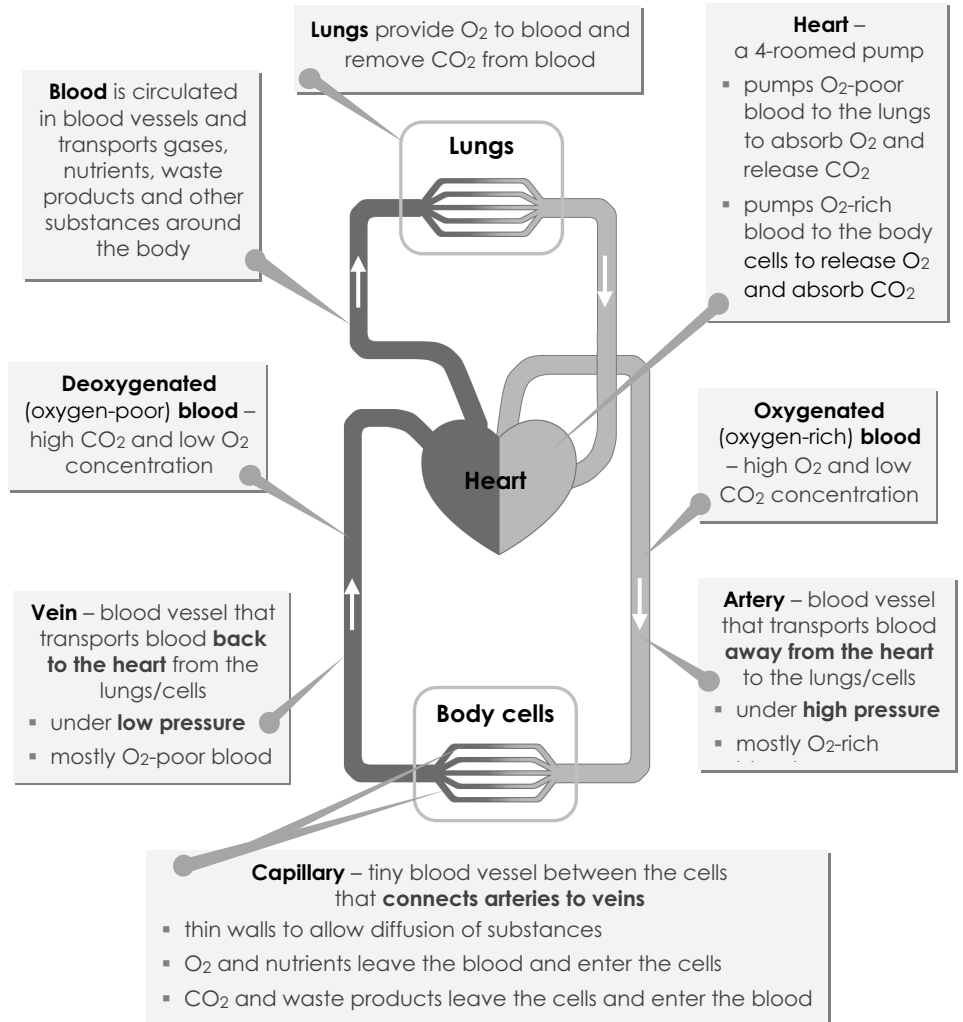 Lungs provide O2 to blood and
remove CO2 from blood
Heart –
a 4-roomed pump
▪ pumps O2-poor
blood to the lungs
to absorb O2 and
release CO2
▪ pumps O2-rich
blood to the body
cells to release O2
and absorb CO2
Blood is circulated
in blood vessels and
transports gases,
nutrients, waste
products and other
substances around
the body
Lungs
Deoxygenated
(oxygen-poor) blood –
high CO2 and low O2
concentration
Heart
Oxygenated
(oxygen-rich) blood
– high O2 and low
CO2 concentration
Vein – blood vessel that
transports blood back
to the heart from the
lungs/cells
▪ under low pressure
▪ mostly O2-poor blood
Artery – blood vessel
that transports blood
away from the heart
to the lungs/cells
▪ under high pressure
▪ mostly O2-rich
Body cells
Capillary – tiny blood vessel between the cells
that connects arteries to veins
▪ thin walls to allow diffusion of substances
▪ O2 and nutrients leave the blood and enter the cells
▪ CO2 and waste products leave the cells and enter the blood